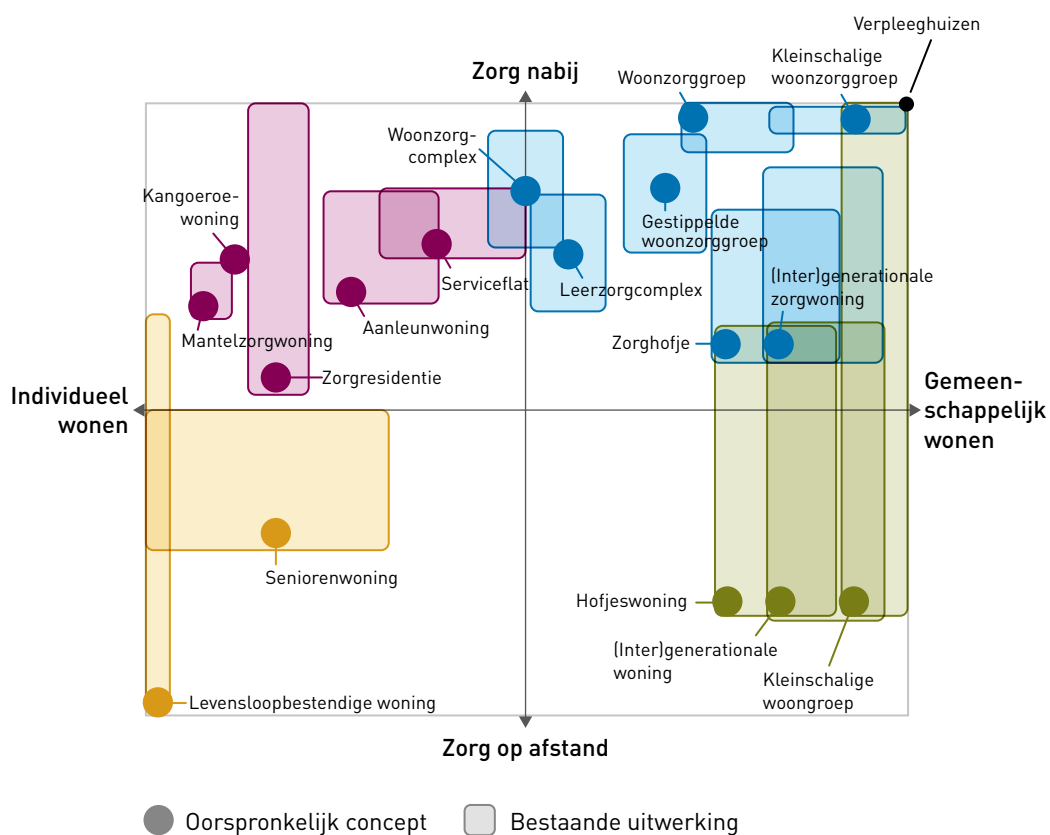 Verpleeghuizen
Zorg nabij
Woonzorggroep
Kleinschalige
woonzorggroep
Woonzorg-
complex
Kangoeroe-
woning
Gestippelde
woonzorggroep
Serviceflat
Leerzorgcomplex
(Inter)generationale
zorgwoning
Mantelzorgwoning
Aanleunwoning
Zorghofje
Zorgresidentie
Individueel
wonen
Gemeen-
schappelijk
wonen
Seniorenwoning
Hofjeswoning
(Inter)generationale
woning
Kleinschalige
woongroep
Levensloopbestendige woning
Zorg op afstand
Oorspronkelijk concept
Bestaande uitwerking